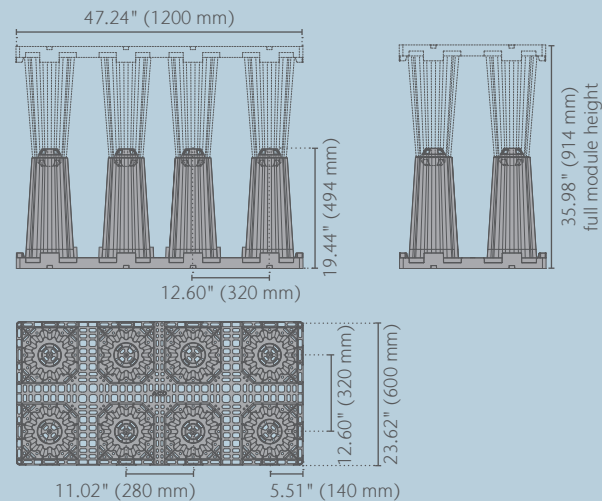 47.24" (1200 mm)
19.44" (494 mm)
12.60" (320 mm)
35.98" (914 mm)
full module height
12.60" (320 mm)
23.62" (600 mm)
11.02" (280 mm)
5.51" (140 mm)